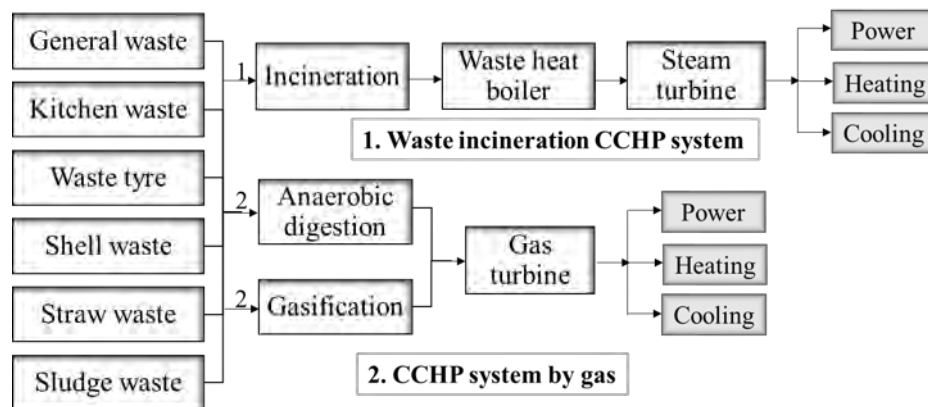 General waste
Kitchen waste
Waste tyre
Shell waste
Straw waste
Sludge waste
1
Incineration
Waste heat
boiler
Steam
turbine
Power
Heating
Cooling
1. Waste incineration CCHP system
2
Anaerobic
digestion
2
Gasification
Gas
turbine
Power
Heating
Cooling
2. CCHP system by gas